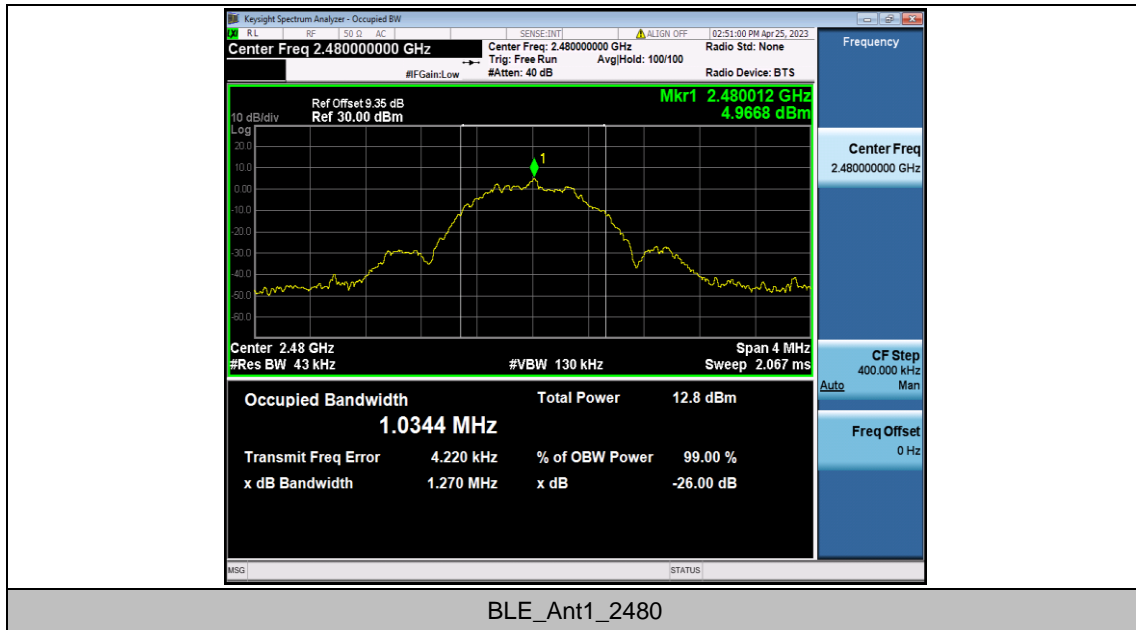 Keysight Spectrum Analyzer - Occupied BW
RL RF 50 Ω AC SENSE:INT ALIGN OFF 02:51:00 PM Apr 25, 2023
Center Freq 2.480000000 GHz
Center Freq: 2.480000000 GHz
Radio Std: None
Trig: Free Run Avg|Hold: 100/100
#IFGain:Low #Atten: 40 dB Radio Device: BTS
Frequency
Mkr1 2.480012 GHz
4.9668 dBm
Ref Offset 9.35 dB
10 dB/div Ref 30.00 dBm
Log
20.0
10.0
0.00
-10.0
-20.0
-30.0
-40.0
-50.0
-60.0
1
Center Freq
2.480000000 GHz
Center 2.48 GHz Span 4 MHz
#Res BW 43 kHz #VBW 130 kHz Sweep 2.067 ms
CF Step
400.000 kHz
Auto Man
Occupied Bandwidth Total Power 12.8 dBm
1.0344 MHz
Transmit Freq Error 4.220 kHz % of OBW Power 99.00 %
x dB Bandwidth 1.270 MHz x dB -26.00 dB
Freq Offset
0 Hz
MSG STATUS
BLE_Ant1_2480